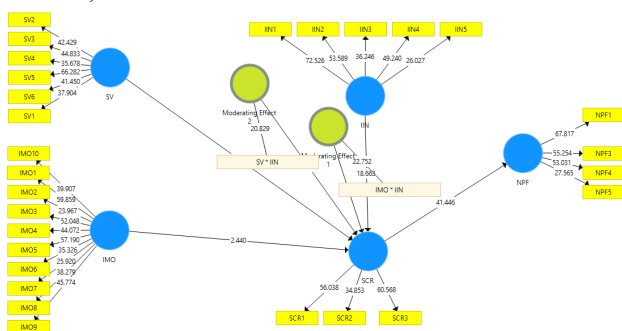 SV2
SV3
SV4
SV5
SV6
SV1
42.429
44.833
35.678
66.282
41.450
37.904
SV
IIN1
IIN2
IIN3
IIN4
IIN5
72.526
53.589
36.246
49.240
26.027
IIN
Moderating Effect
2
20.829
Moderating Effect
1
SV * IIN
22.752
18.663
IMO * IIN
IMO10
IMO1
IMO2
IMO3
IMO4
IMO5
IMO6
IMO7
IMO8
IMO9
39.907
59.859
23.967
52.048
44.072
57.190
35.326
25.920
38.279
45.774
IMO
2.440
SCR
56.038
34.853
60.568
SCR1
SCR2
SCR3
41.446
NPF
67.817
55.254
53.031
27.565
NPF1
NPF3
NPF4
NPF5